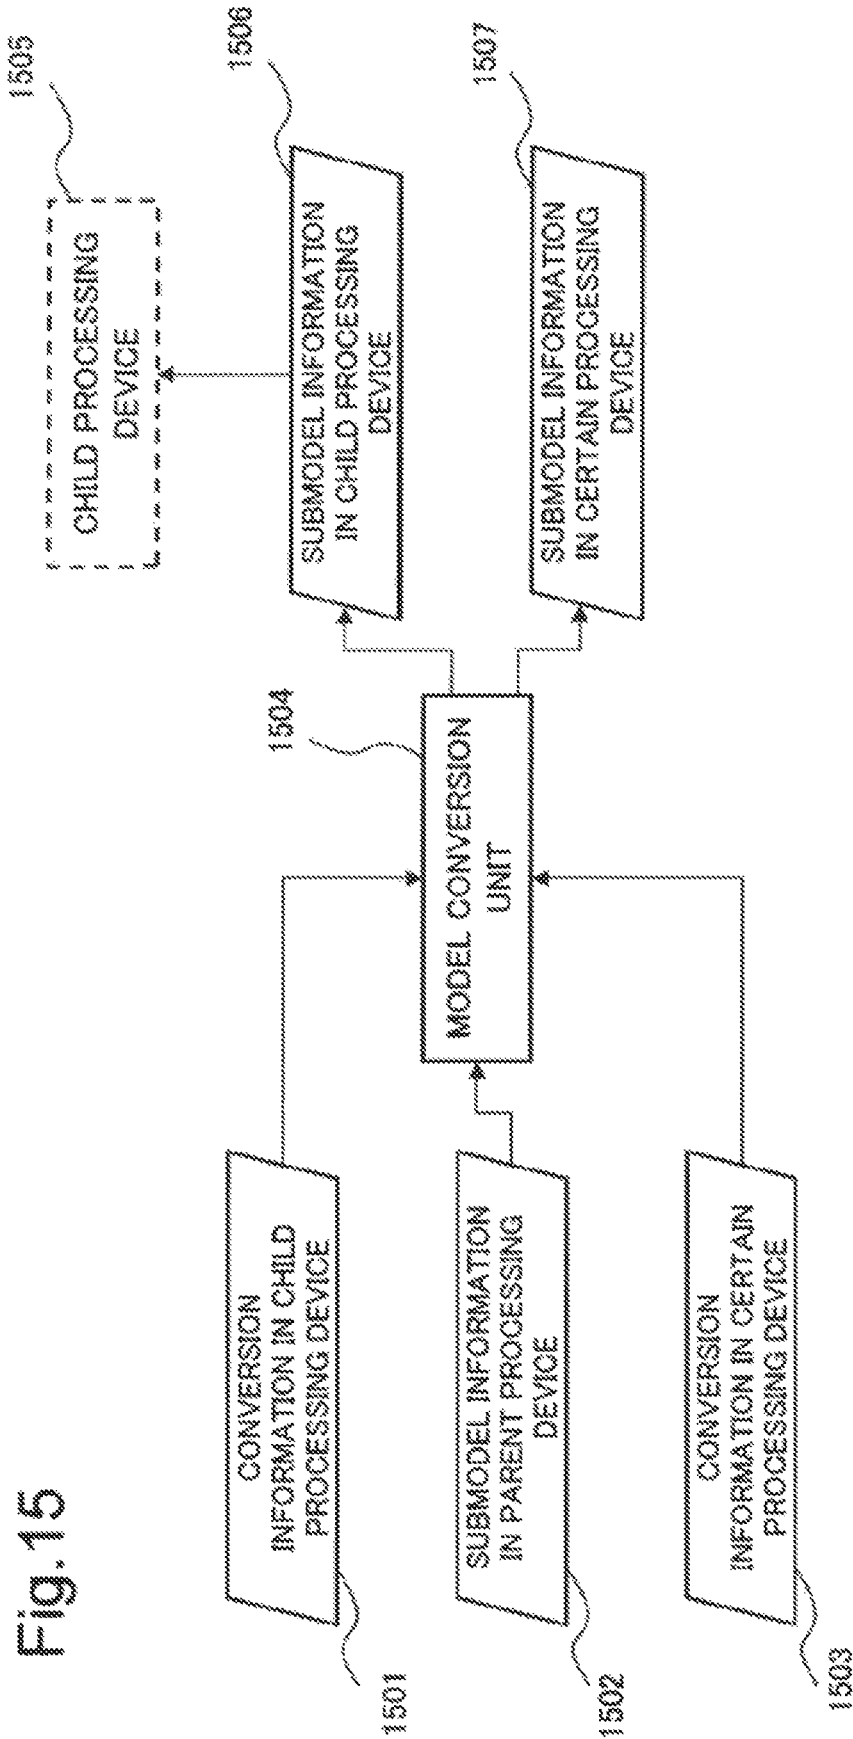 Fig.15
1501
CONVERSION
INFORMATION IN CHILD
PROCESSING DEVICE
1502
SUBMODEL INFORMATION
IN PARENT PROCESSING
DEVICE
1503
CONVERSION
INFORMATION IN CERTAIN
PROCESSING DEVICE
1504
MODEL CONVERSION
UNIT
1505
CHILD PROCESSING
DEVICE
1506
SUBMODEL INFORMATION
IN CHILD PROCESSING
DEVICE
1507
SUBMODEL INFORMATION
IN CERTAIN PROCESSING
DEVICE